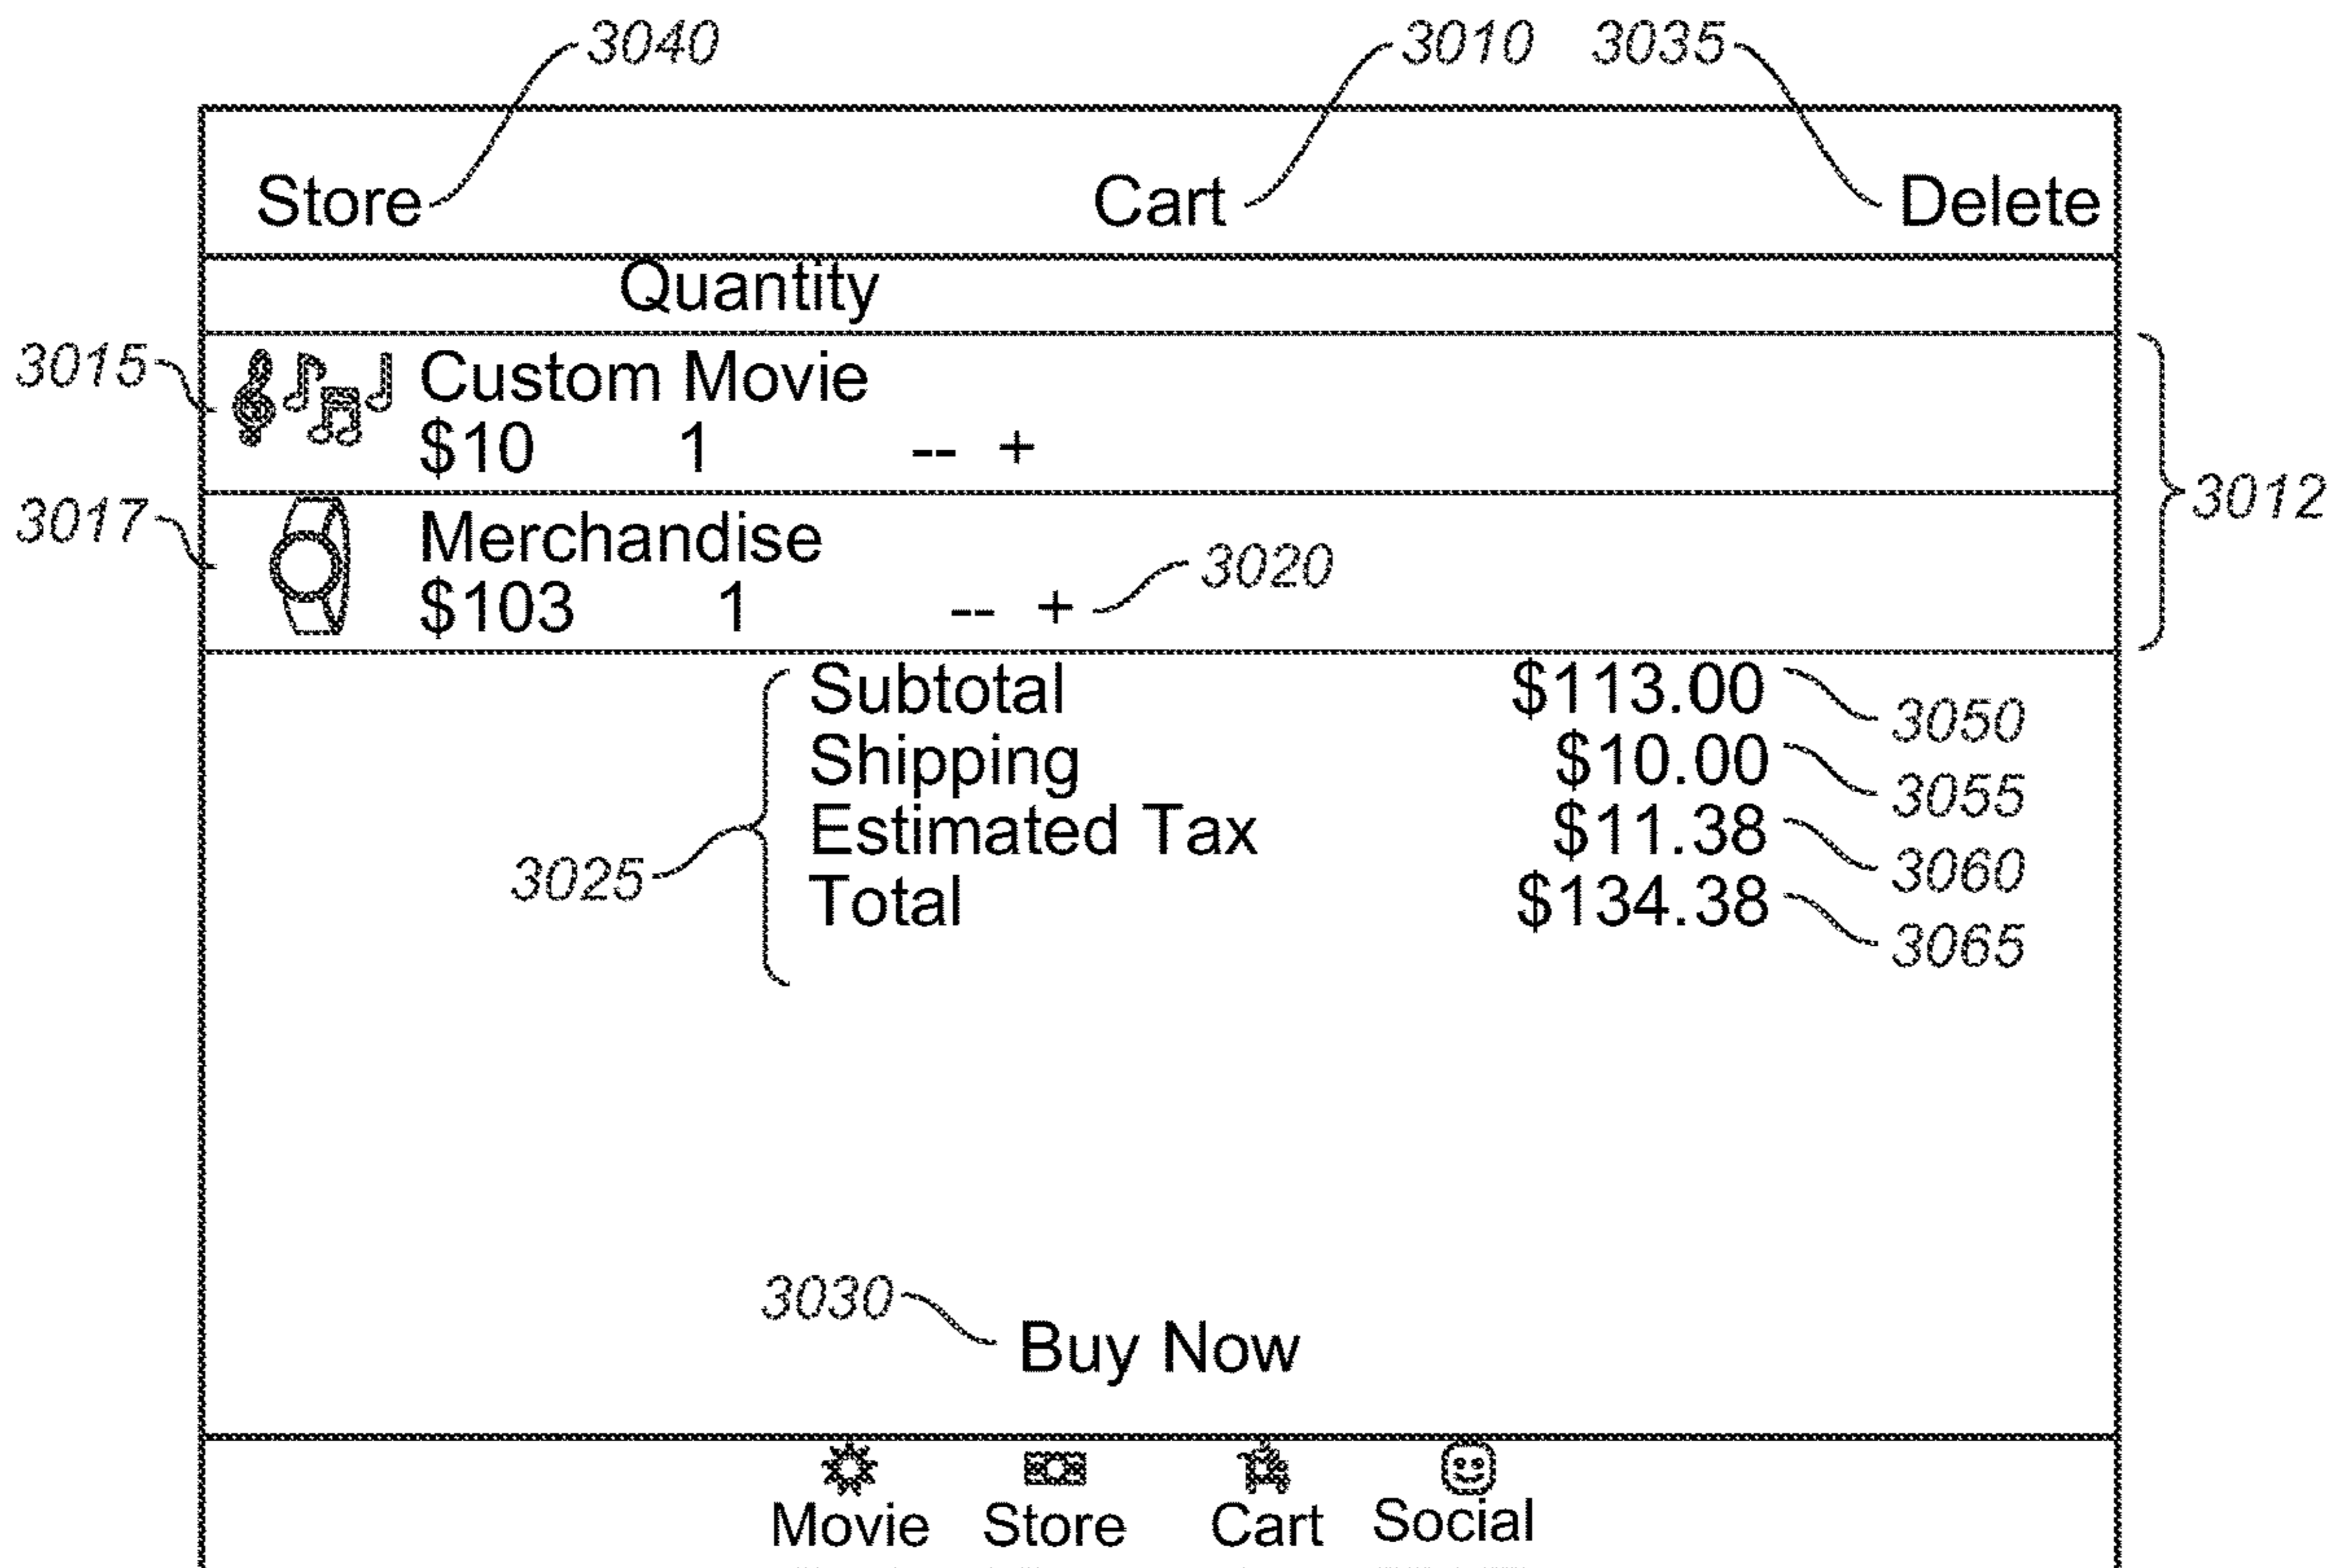 3040 3010 3035
Store Cart Delete
Quantity
3015 Custom Movie
$10 1 -- +
3012
3017 Merchandise
3020
$103 1 -- +
Subtotal $113.00 3050
Shipping $10.00 3055
Estimated Tax $11.38 3060
3025
Total $134.38 3065
3030
Buy Now
Movie Store Cart Social